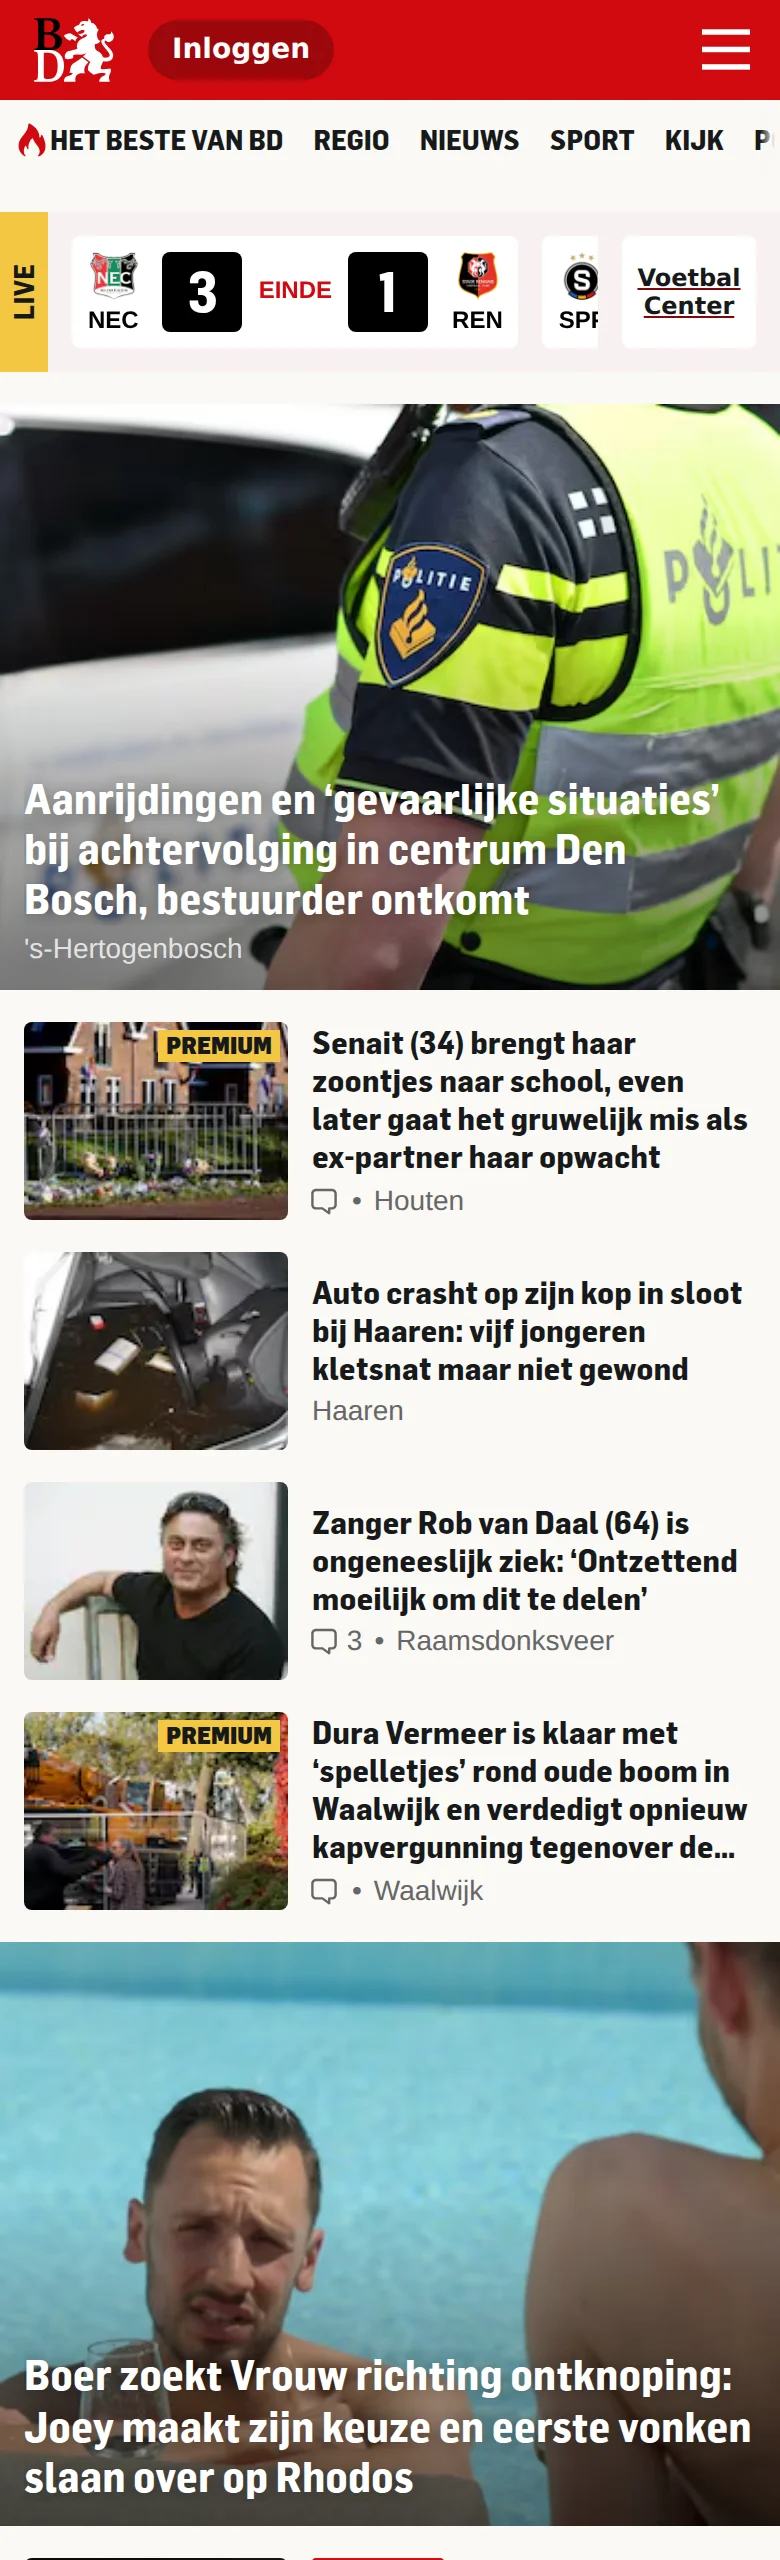 BD
Inloggen
HET BESTE VAN BD REGIO NIEUWS SPORT KIJK
LIVE
NEC 3 EINDE 1 REN
Voetbal
Center
POLITIE
Aanrijdingen en ‘gevaarlijke situaties’
bij achtervolging in centrum Den
Bosch, bestuurder ontkomt
's-Hertogenbosch
PREMIUM
Senait (34) brengt haar
zoontjes naar school, even
later gaat het gruwelijk mis als
ex-partner haar opwacht
• Houten
Auto crasht op zijn kop in sloot
bij Haaren: vijf jongeren
kletsnat maar niet gewond
Haaren
Zanger Rob van Daal (64) is
ongeneeslijk ziek: ‘Ontzettend
moeilijk om dit te delen’
3 • Raamsdonksveer
PREMIUM
Dura Vermeer is klaar met
‘spelletjes’ rond oude boom in
Waalwijk en verdedigt opnieuw
kapvergunning tegenover de...
• Waalwijk
Boer zoekt Vrouw richting ontknoping:
Joey maakt zijn keuze en eerste vonken
slaan over op Rhodos